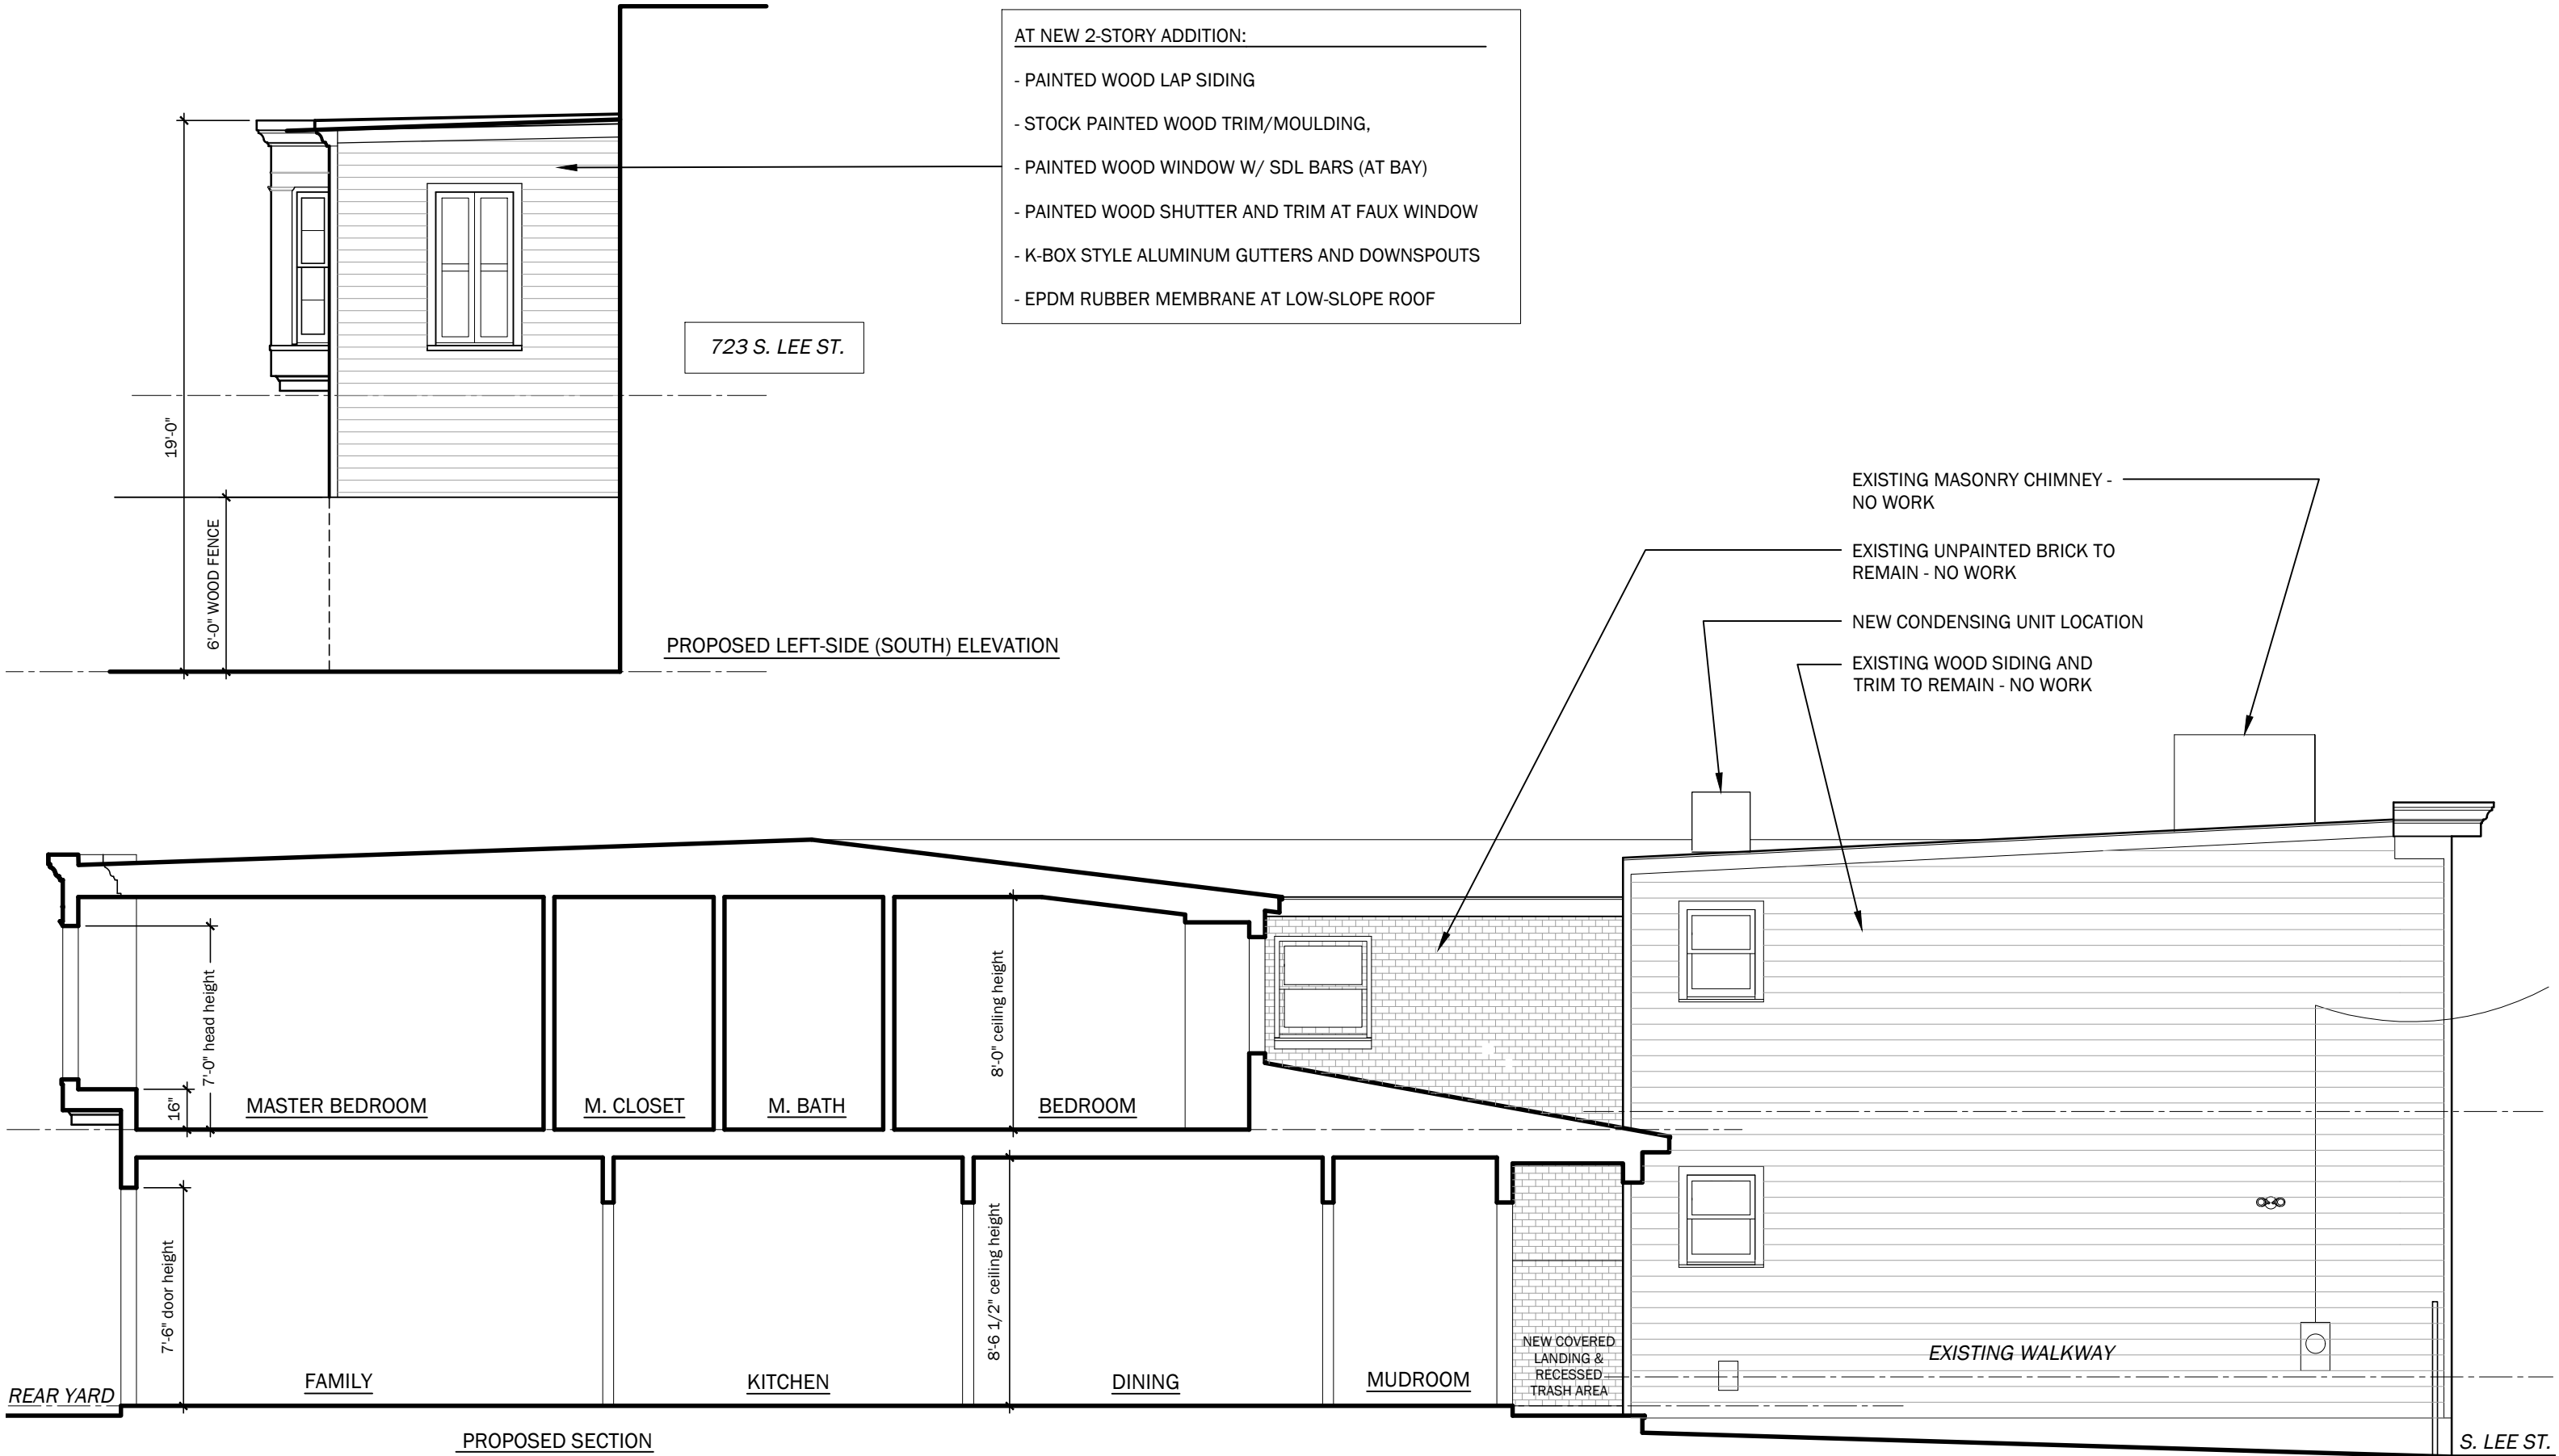 AT NEW 2-STORY ADDITION:
- PAINTED WOOD LAP SIDING
- STOCK PAINTED WOOD TRIM/MOULDING,
- PAINTED WOOD WINDOW W/ SDL BARS (AT BAY)
- PAINTED WOOD SHUTTER AND TRIM AT FAUX WINDOW
- K-BOX STYLE ALUMINUM GUTTERS AND DOWNSPOUTS
- EPDM RUBBER MEMBRANE AT LOW-SLOPE ROOF
723 S. LEE ST.
19'-0"
6'-0" WOOD FENCE
PROPOSED LEFT-SIDE (SOUTH) ELEVATION
EXISTING MASONRY CHIMNEY -
NO WORK
EXISTING UNPAINTED BRICK TO
REMAIN - NO WORK
NEW CONDENSING UNIT LOCATION
EXISTING WOOD SIDING AND
TRIM TO REMAIN - NO WORK
7'-0" head height
16"
8'-0" ceiling height
MASTER BEDROOM
M. CLOSET
M. BATH
BEDROOM
7'-6" door height
8'-6 1/2" ceiling height
FAMILY
KITCHEN
DINING
MUDROOM
NEW COVERED
LANDING &
RECESSED
TRASH AREA
EXISTING WALKWAY
REAR YARD
PROPOSED SECTION
S. LEE ST.